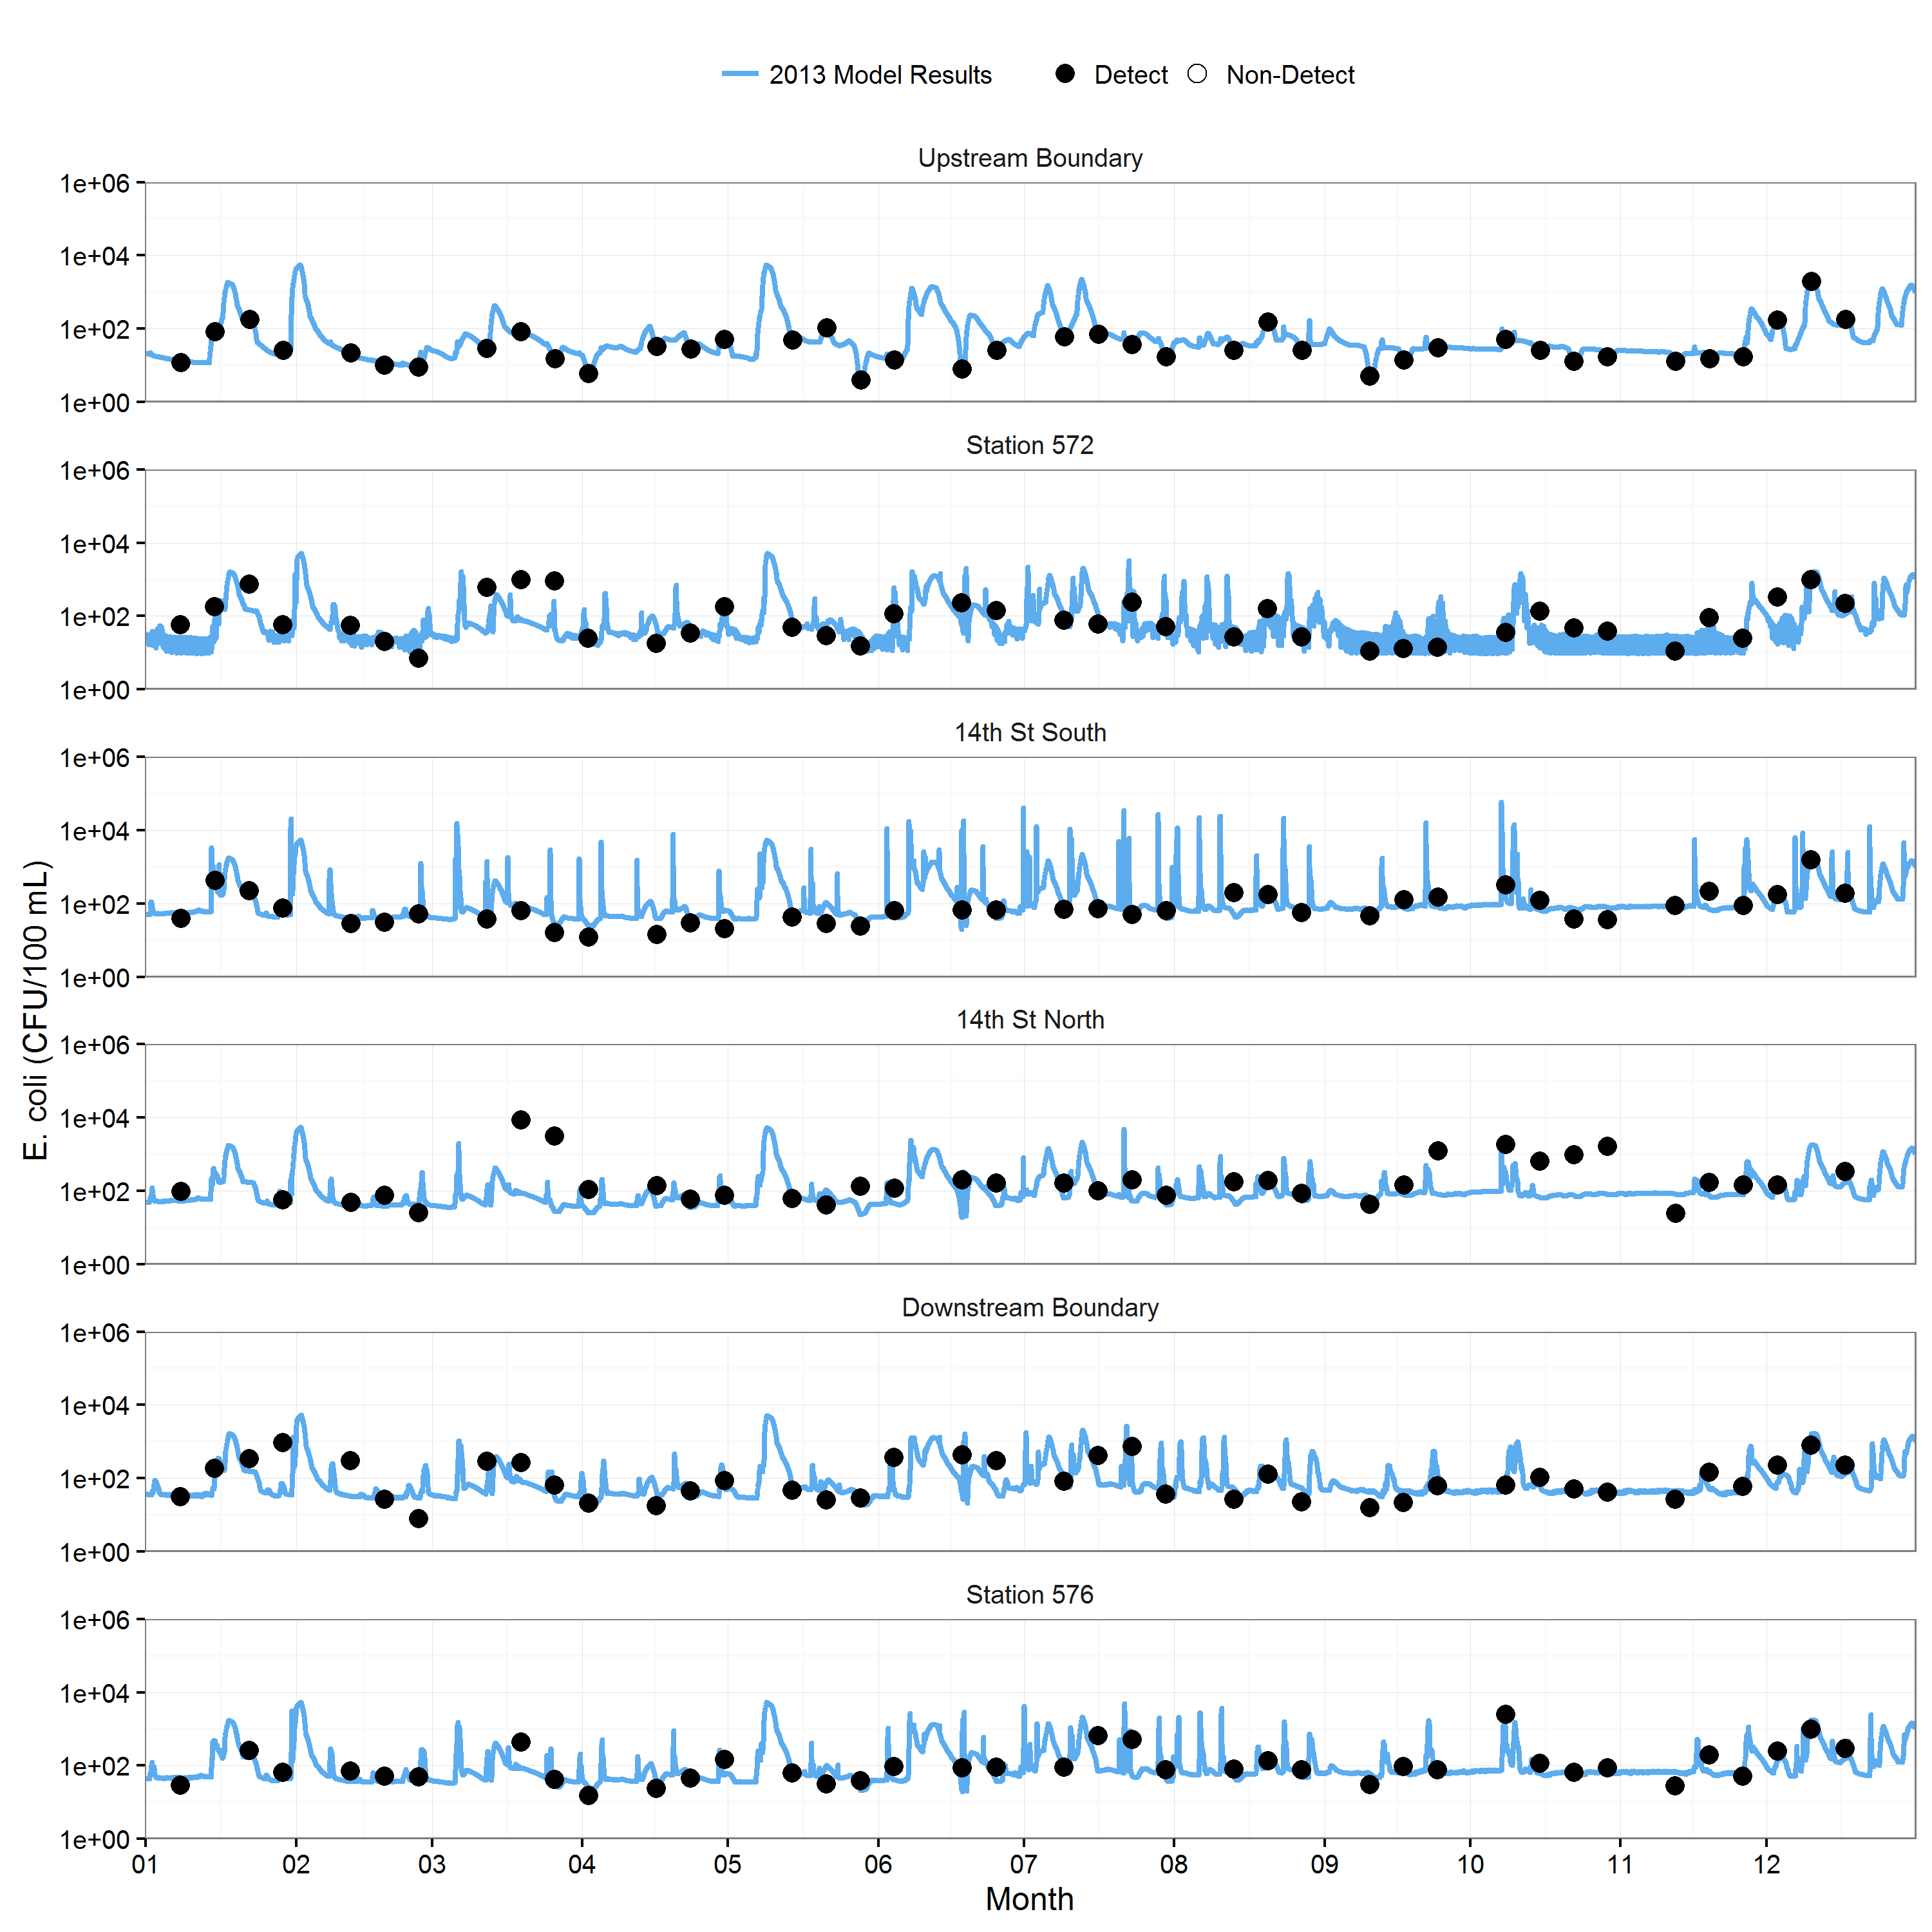 2013 Model Results Detect Non-Detect
Upstream Boundary
1e+06
1e+04
1e+02
1e+00
Station 572
1e+06
1e+04
1e+02
1e+00
14th St South
1e+06
1e+04
1e+02
1e+00
14th St North
1e+06
1e+04
1e+02
1e+00
Downstream Boundary
1e+06
1e+04
1e+02
1e+00
Station 576
1e+06
1e+04
1e+02
1e+00
E. coli (CFU/100 mL)
01 02 03 04 05 06 07 08 09 10 11 12
Month